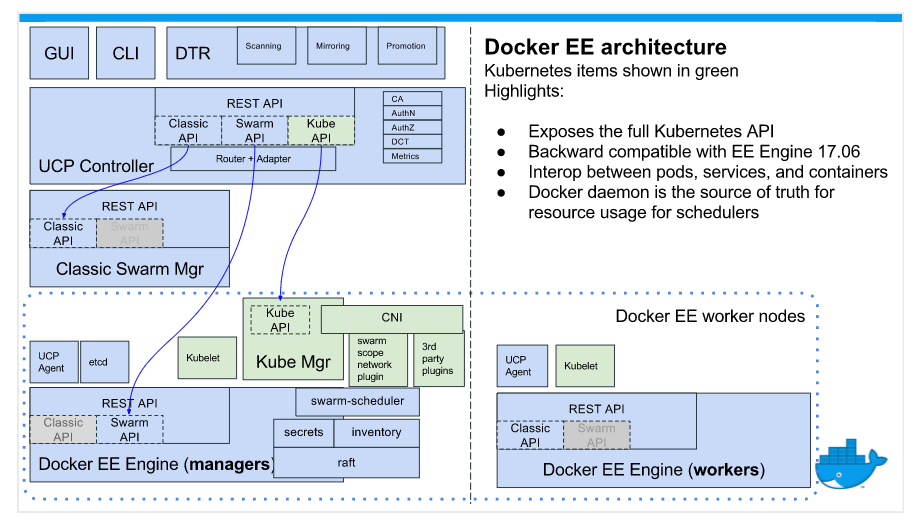 GUI
CLI
DTR
Scanning
Mirroring
Promotion
REST API
Classic
API
Swarm
API
Kube
API
UCP Controller
Router + Adapter
CA
AuthN
AuthZ
DCT
Metrics
REST API
Classic
API
Swarm
API
Classic Swarm Mgr
Kube
API
Kube Mgr
CNI
swarm
scope
network
plugin
3rd
party
plugins
UCP
Agent
etcd
Kubelet
REST API
Classic
API
Swarm
API
Docker EE Engine (managers)
swarm-scheduler
secrets
inventory
raft
Docker EE architecture
Kubernetes items shown in green
Highlights:
● Exposes the full Kubernetes API
● Backward compatible with EE Engine 17.06
● Interop between pods, services, and containers
● Docker daemon is the source of truth for
resource usage for schedulers
Docker EE worker nodes
UCP
Agent
Kubelet
REST API
Classic
API
Swarm
API
Docker EE Engine (workers)